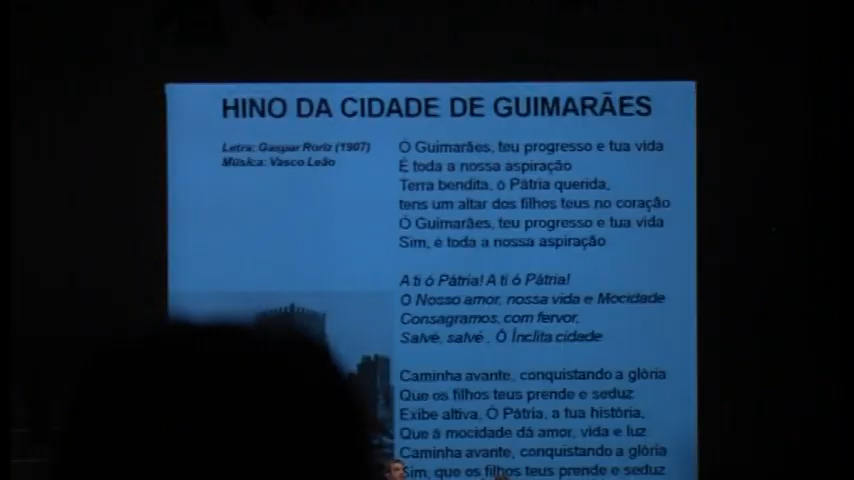 HINO DA CIDADE DE GUIMARÃES
Letra: Gaspar Roriz (1907)
Música: Vasco Leão
Ó Guimarães, teu progresso e tua vida
É toda a nossa aspiração
Terra bendita, ó Pátria querida,
tens um altar dos filhos teus no coração
Ó Guimarães, teu progresso e tua vida
Sim, é toda a nossa aspiração
A ti ó Pátria! A ti ó Pátria!
O Nosso amor, nossa vida e Mocidade
Consagramos, com fervor,
Salvé, salvé , Ó Ínclita cidade
Caminha avante, conquistando a glória
Que os filhos teus prende e seduz
Exibe altiva, Ó Pátria, a tua história,
Que à mocidade dá amor, vida e luz
Caminha avante, conquistando a glória
Sim, que os filhos teus prende e seduz